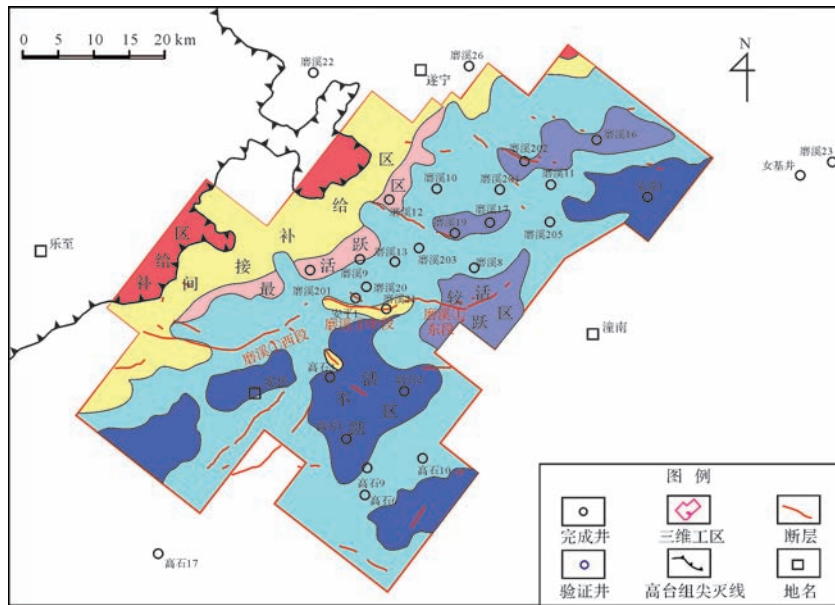 0 5 10 15 20 km
N
磨溪22
磨溪26
遂宁
磨溪16
磨溪202
磨溪23
女基井
磨溪10
磨溪11
磨溪12
磨溪17
磨溪19
磨溪205
乐至
磨溪13
磨溪203
磨溪9
磨溪8
磨溪201
磨溪20
磨溪21
安平1
潼南
补给区
间接补给区
最活跃区
较活跃区
不活跃区
磨溪①西段
磨溪①中段
磨溪①
东段
高石10
高石9
高石6
高石17
图 例
完成井
三维工区
断层
验证井
高台组尖灭线
地名